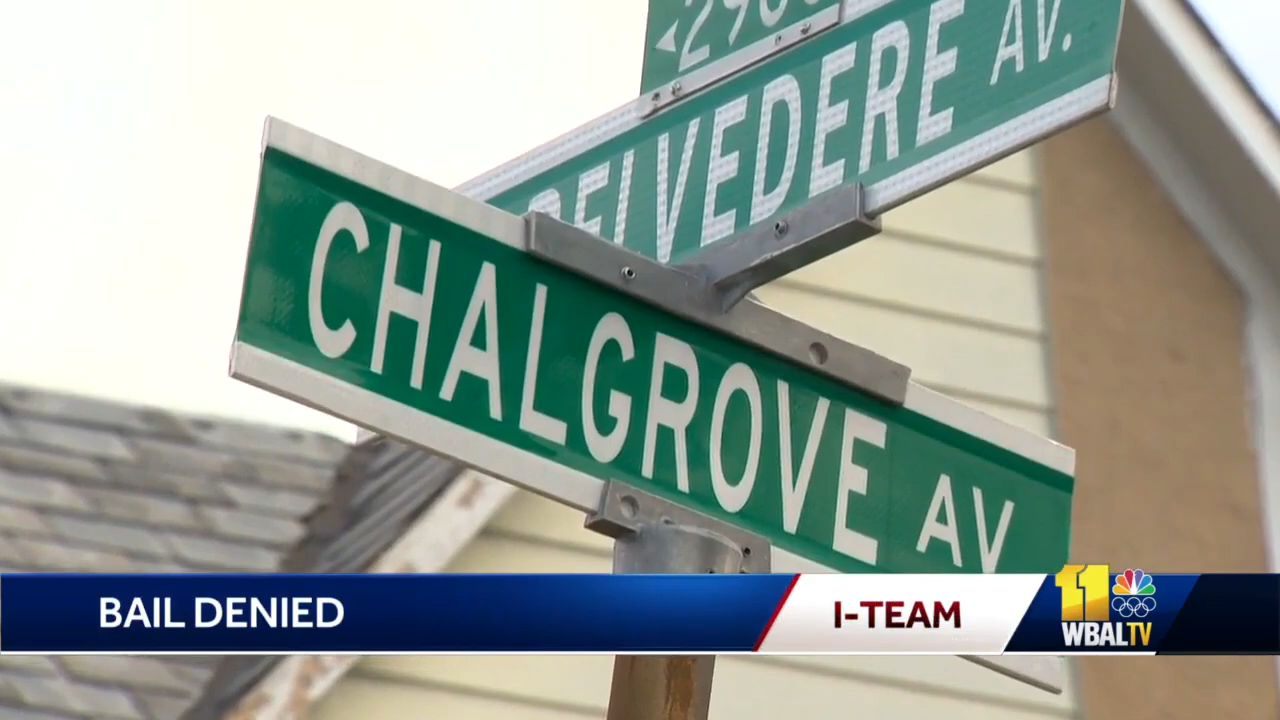 BELVEDERE AV.
CHALGROVE AV
BAIL DENIED
I-TEAM
11
WBALTV